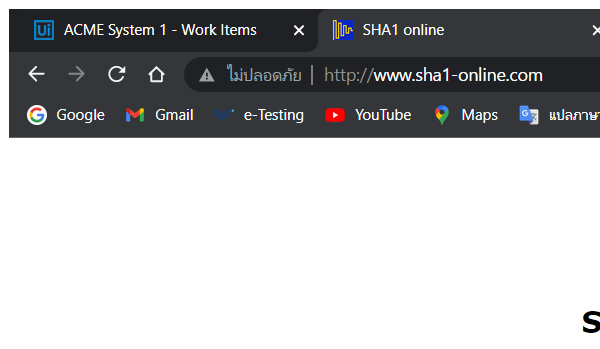 ACME System 1 - Work Items
SHA1 online
ไม่ปลอดภัย http://www.sha1-online.com
Google Gmail e-Testing YouTube Maps แปลภาษา
S